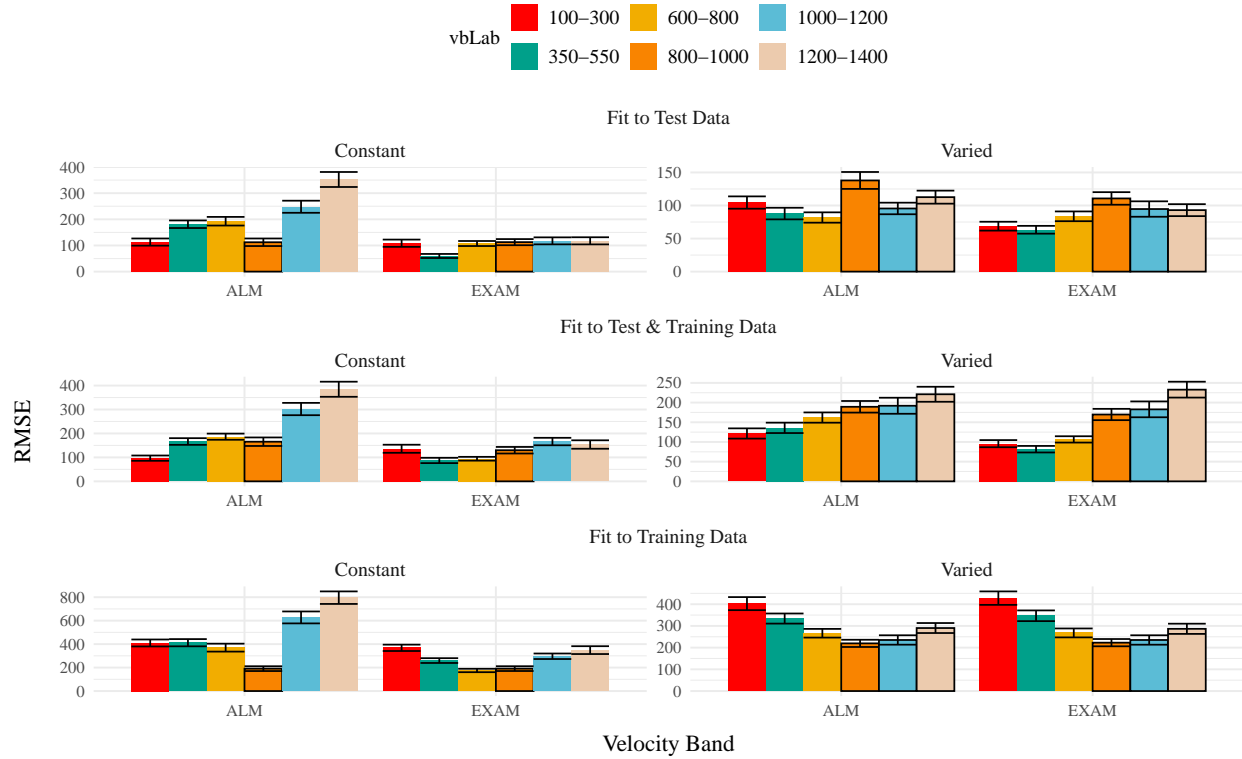 vbLab
100−300 600−800 1000−1200
350−550 800−1000 1200−1400
Fit to Test Data
Constant Varied
400
300
200
100
0
ALM EXAM
150
100
50
0
ALM EXAM
Fit to Test & Training Data
Constant Varied
400
300
200
100
0
ALM EXAM
250
200
150
100
50
0
ALM EXAM
Fit to Training Data
Constant Varied
800
600
400
200
0
ALM EXAM
400
300
200
100
0
ALM EXAM
RMSE
Velocity Band